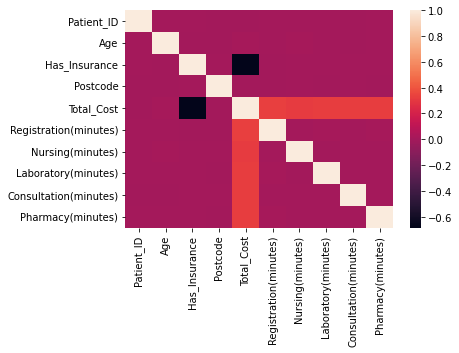 Patient_ID
Age
Has_Insurance
Postcode
Total_Cost
Registration(minutes)
Nursing(minutes)
Laboratory(minutes)
Consultation(minutes)
Pharmacy(minutes)
Patient_ID
Age
Has_Insurance
Postcode
Total_Cost
Registration(minutes)
Nursing(minutes)
Laboratory(minutes)
Consultation(minutes)
Pharmacy(minutes)
1.0
0.8
0.6
0.4
0.2
0.0
−0.2
−0.4
−0.6